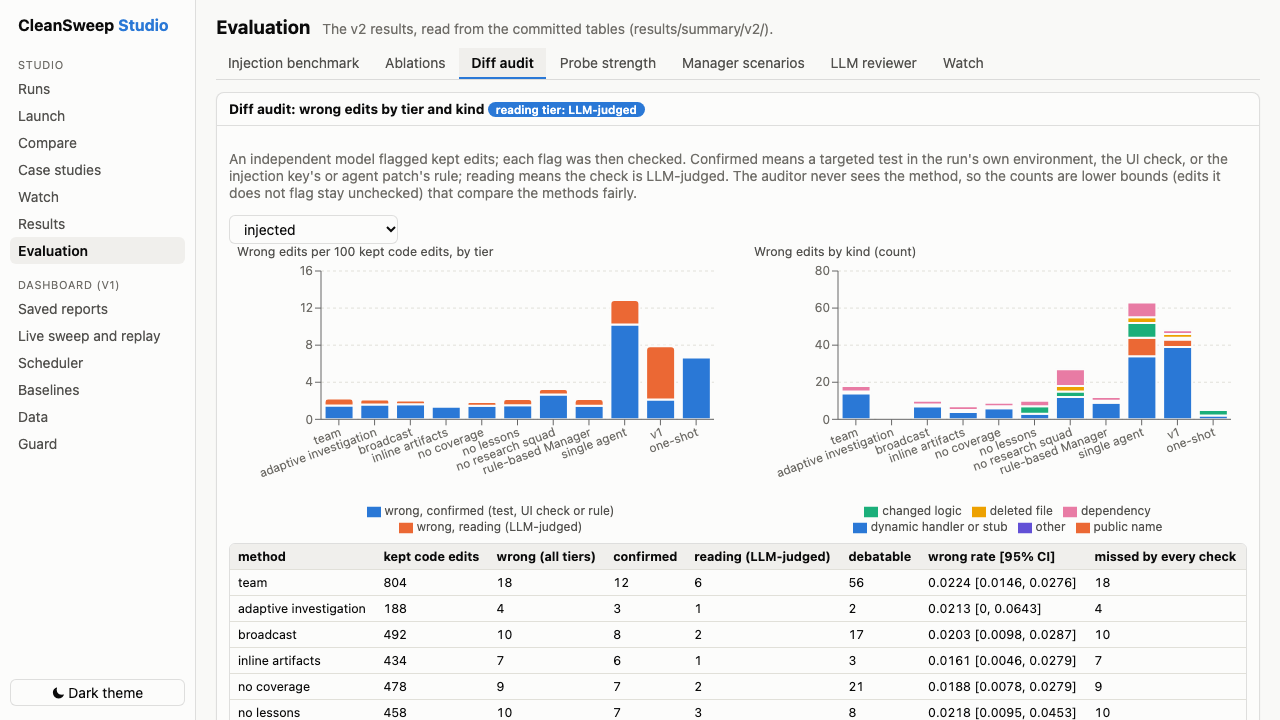 CleanSweep Studio
STUDIO
Runs
Launch
Compare
Case studies
Watch
Results
Evaluation
DASHBOARD (V1)
Saved reports
Live sweep and replay
Scheduler
Baselines
Data
Guard
Dark theme
Evaluation The v2 results, read from the committed tables (results/summary/v2/).
Injection benchmark Ablations Diff audit Probe strength Manager scenarios LLM reviewer Watch
Diff audit: wrong edits by tier and kind reading tier: LLM-judged
An independent model flagged kept edits; each flag was then checked. Confirmed means a targeted test in the run's own environment, the UI check, or the
injection key's or agent patch's rule; reading means the check is LLM-judged. The auditor never sees the method, so the counts are lower bounds (edits it
does not flag stay unchecked) that compare the methods fairly.
injected
Wrong edits per 100 kept code edits, by tier
16
12
8
4
0
team
adaptive investigation
broadcast
inline artifacts
no coverage
no lessons
no research squad
rule-based Manager
single agent
v1
one-shot
wrong, confirmed (test, UI check or rule)
wrong, reading (LLM-judged)
Wrong edits by kind (count)
80
60
40
20
0
team
adaptive investigation
broadcast
inline artifacts
no coverage
no lessons
no research squad
rule-based Manager
single agent
v1
one-shot
changed logic deleted file dependency
dynamic handler or stub other public name
method kept code edits wrong (all tiers) confirmed reading (LLM-judged) debatable wrong rate [95% CI] missed by every check
team 804 18 12 6 56 0.0224 [0.0146, 0.0276] 18
adaptive investigation 188 4 3 1 2 0.0213 [0, 0.0643] 4
broadcast 492 10 8 2 17 0.0203 [0.0098, 0.0287] 10
inline artifacts 434 7 6 1 3 0.0161 [0.0046, 0.0279] 7
no coverage 478 9 7 2 21 0.0188 [0.0078, 0.0279] 9
no lessons 458 10 7 3 8 0.0218 [0.0095, 0.0453] 10